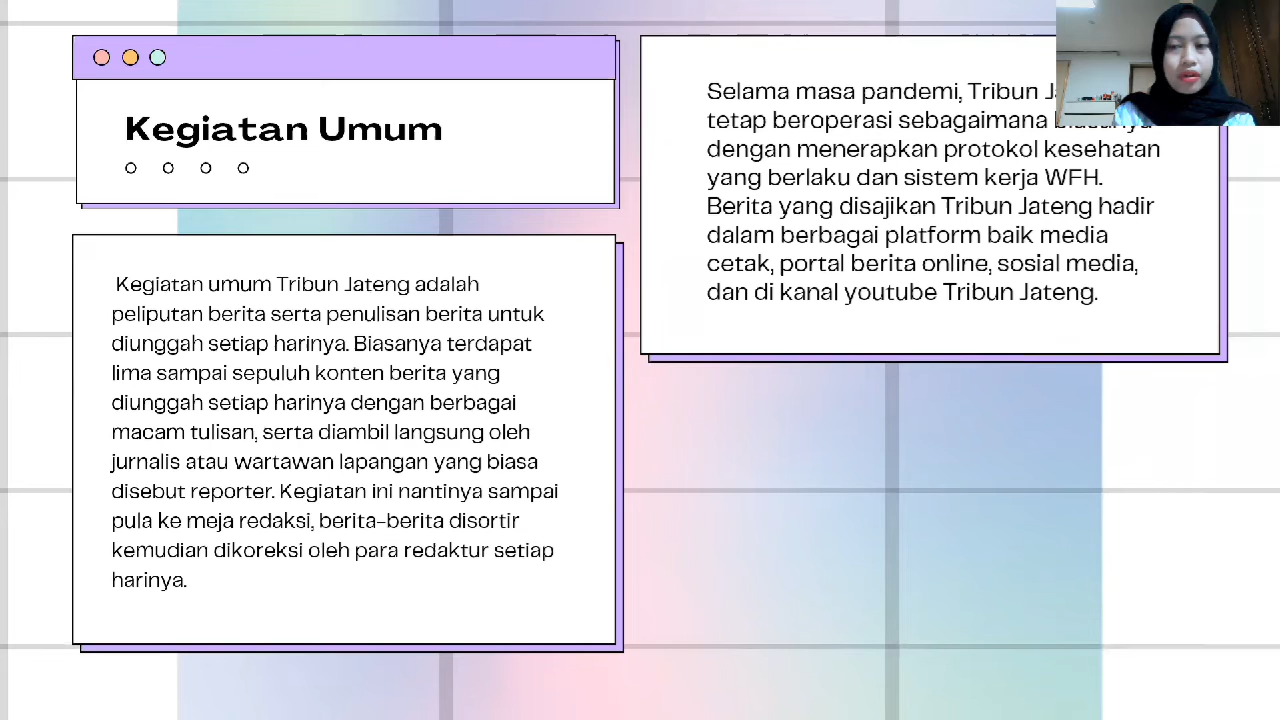 Kegiatan Umum
Kegiatan umum Tribun Jateng adalah
peliputan berita serta penulisan berita untuk
diunggah setiap harinya. Biasanya terdapat
lima sampai sepuluh konten berita yang
diunggah setiap harinya dengan berbagai
macam tulisan, serta diambil langsung oleh
jurnalis atau wartawan lapangan yang biasa
disebut reporter. Kegiatan ini nantinya sampai
pula ke meja redaksi, berita-berita disortir
kemudian dikoreksi oleh para redaktur setiap
harinya.
Selama masa pandemi, Tribun
tetap beroperasi sebagaimana
dengan menerapkan protokol kesehatan
yang berlaku dan sistem kerja WFH.
Berita yang disajikan Tribun Jateng hadir
dalam berbagai platform baik media
cetak, portal berita online, sosial media,
dan di kanal youtube Tribun Jateng.